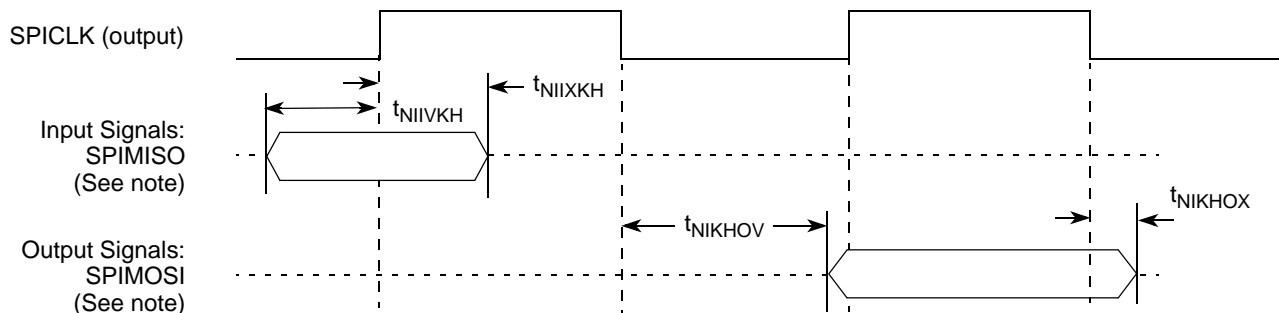 SPICLK (output)
tNIIXKH
tNIIVKH
Input Signals:
SPIMISO
(See note)
tNIKHOX
tNIKHOV
Output Signals:
SPIMOSI
(See note)